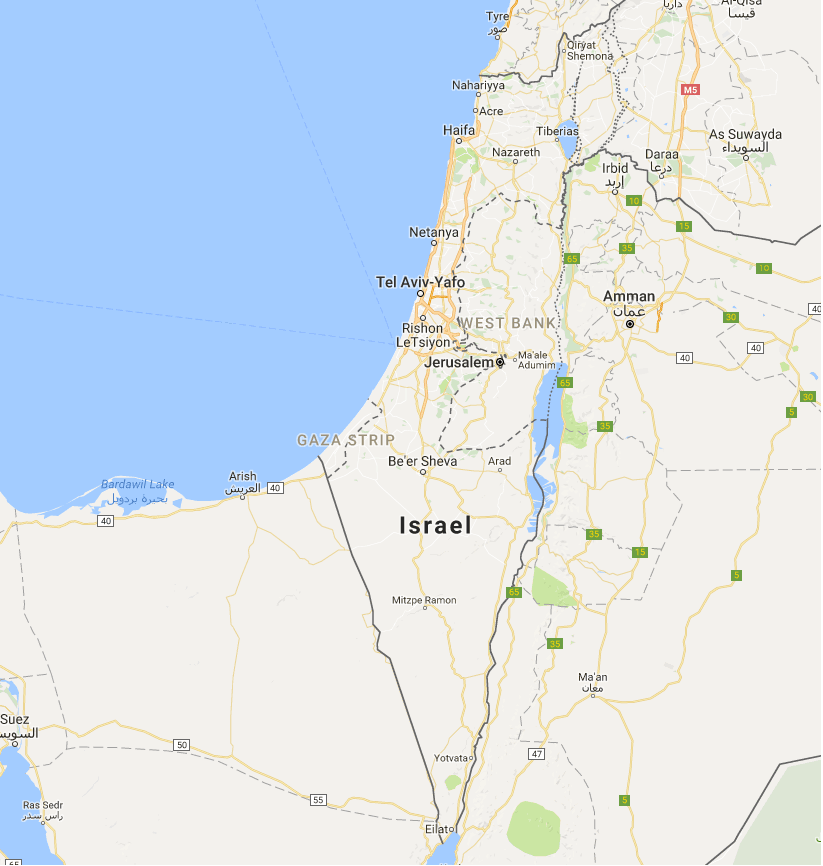 Al-Qisa
قيسا
داريا
Tyre
صور
Qiryat
Shemona
Nahariyya
M5
Acre
Haifa
Tiberias
As Suwayda
السويداء
Nazareth
Daraa
درعا
Irbid
إربد
10
15
Netanya
35
65
10
Tel Aviv-Yafo
Amman
عمان
40
30
WEST BANK
Rishon
LeTsiyon
40
40
Jerusalem
Ma'ale
Adumim
65
30
5
35
GAZA STRIP
Be'er Sheva
Arad
Arish
العريش
40
Bardawil Lake
بحيرة بردويل
40
Israel
35
15
5
65
Mitzpe Ramon
35
Ma'an
معان
Suez
50
47
Yotvata
55
5
Ras Sedr
راس سدر
Eilat
65